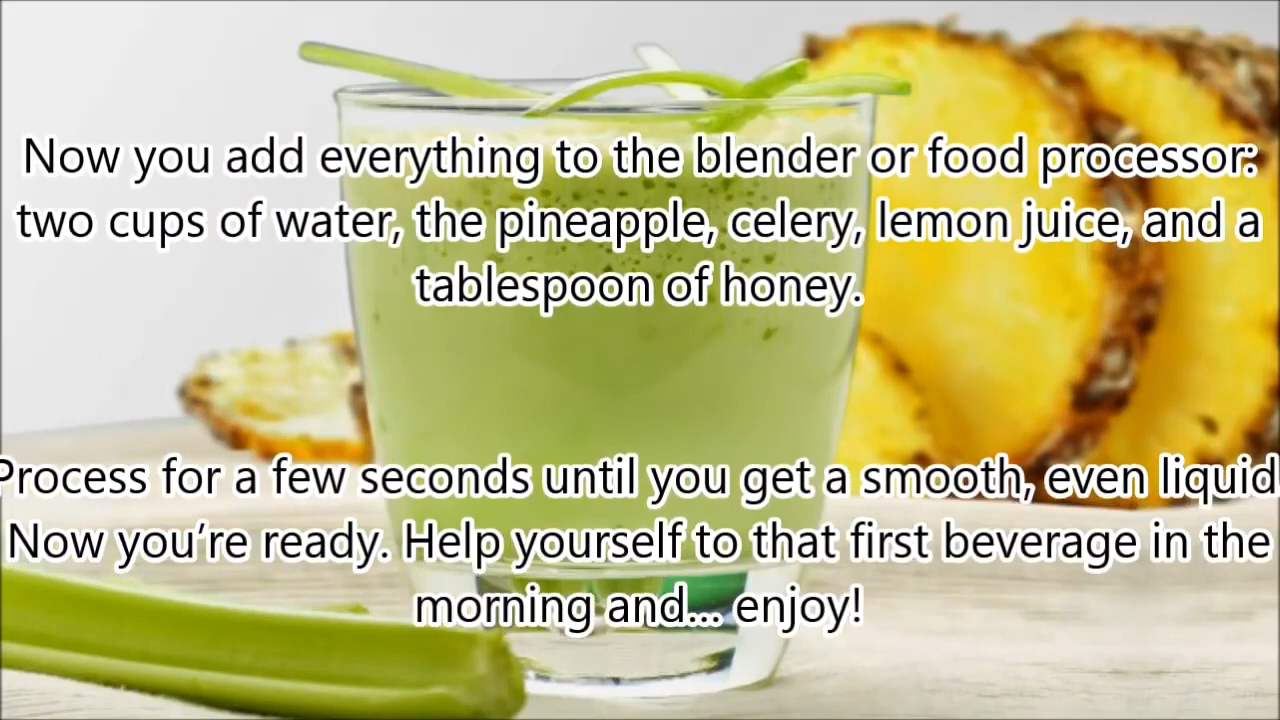 Now you add everything to the blender or food processor:
two cups of water, the pineapple, celery, lemon juice, and a
tablespoon of honey.
Process for a few seconds until you get a smooth, even liquid
Now you’re ready. Help yourself to that first beverage in the
morning and... enjoy!